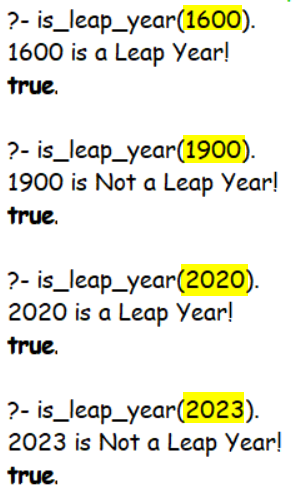 ?- is_leap_year(1600).
1600 is a Leap Year!
true.
?- is_leap_year(1900).
1900 is Not a Leap Year!
true.
?- is_leap_year(2020).
2020 is a Leap Year!
true.
?- is_leap_year(2023).
2023 is Not a Leap Year!
true.